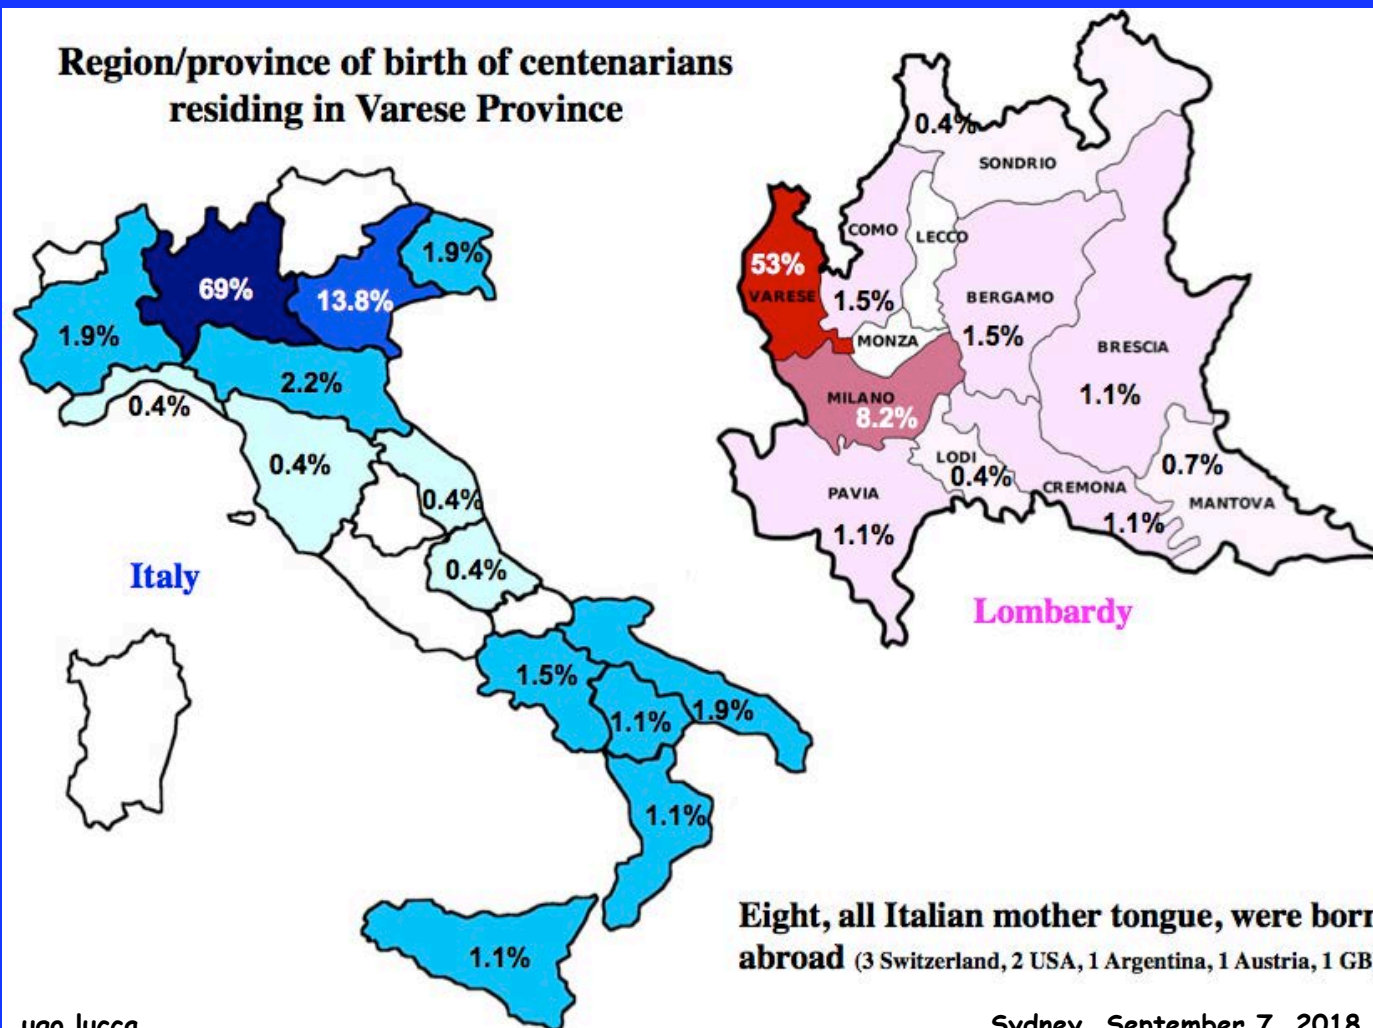 Region/province of birth of centenarians
residing in Varese Province
1.9%
69%
13.8%
1.9%
2.2%
0.4%
0.4%
0.4%
0.4%
Italy
1.5%
1.1%
1.9%
1.1%
1.1%
0.4%
SONDRIO
COMO
LECCO
53%
VARESE
1.5%
BERGAMO
1.5%
MONZA
BRESCIA
1.1%
MILANO
8.2%
LODI
0.4%
0.7%
MANTOVA
CREMONA
1.1%
PAVIA
1.1%
Lombardy
Eight, all Italian mother tongue, were born
abroad (3 Switzerland, 2 USA, 1 Argentina, 1 Austria, 1 GB
ugo lucca
Sydney, September 7, 2018